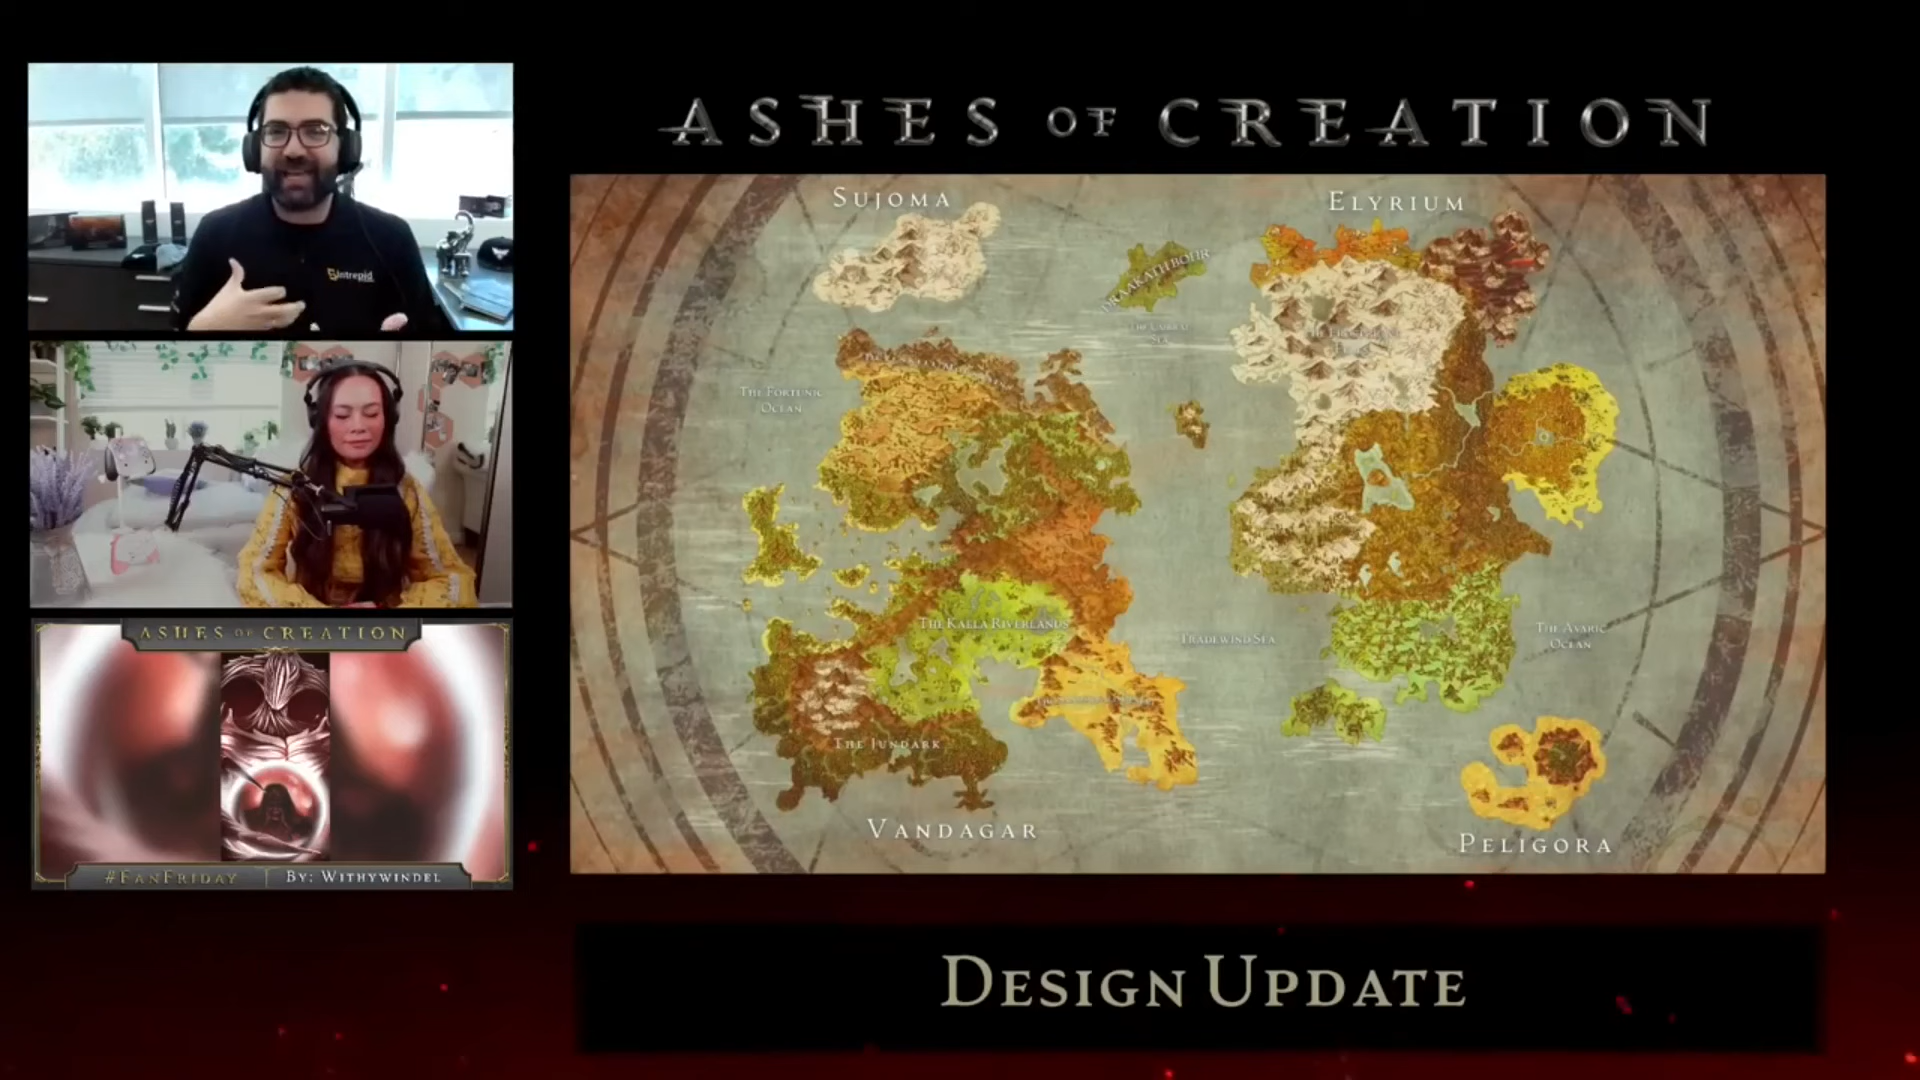 ASHES OF CREATION
SUJOMA
ELYRIUM
THE FORTUNE
OCEAN
THE KAELA RIVERLANDS
TRADEWIND SEA
THE AVARIC
OCEAN
THE JUNDARK
VANDAGAR
PELIGORA
Intrepid
ASHES OF CREATION
#FANFRIDAY
BY: WITHYWINDEL
DESIGN UPDATE